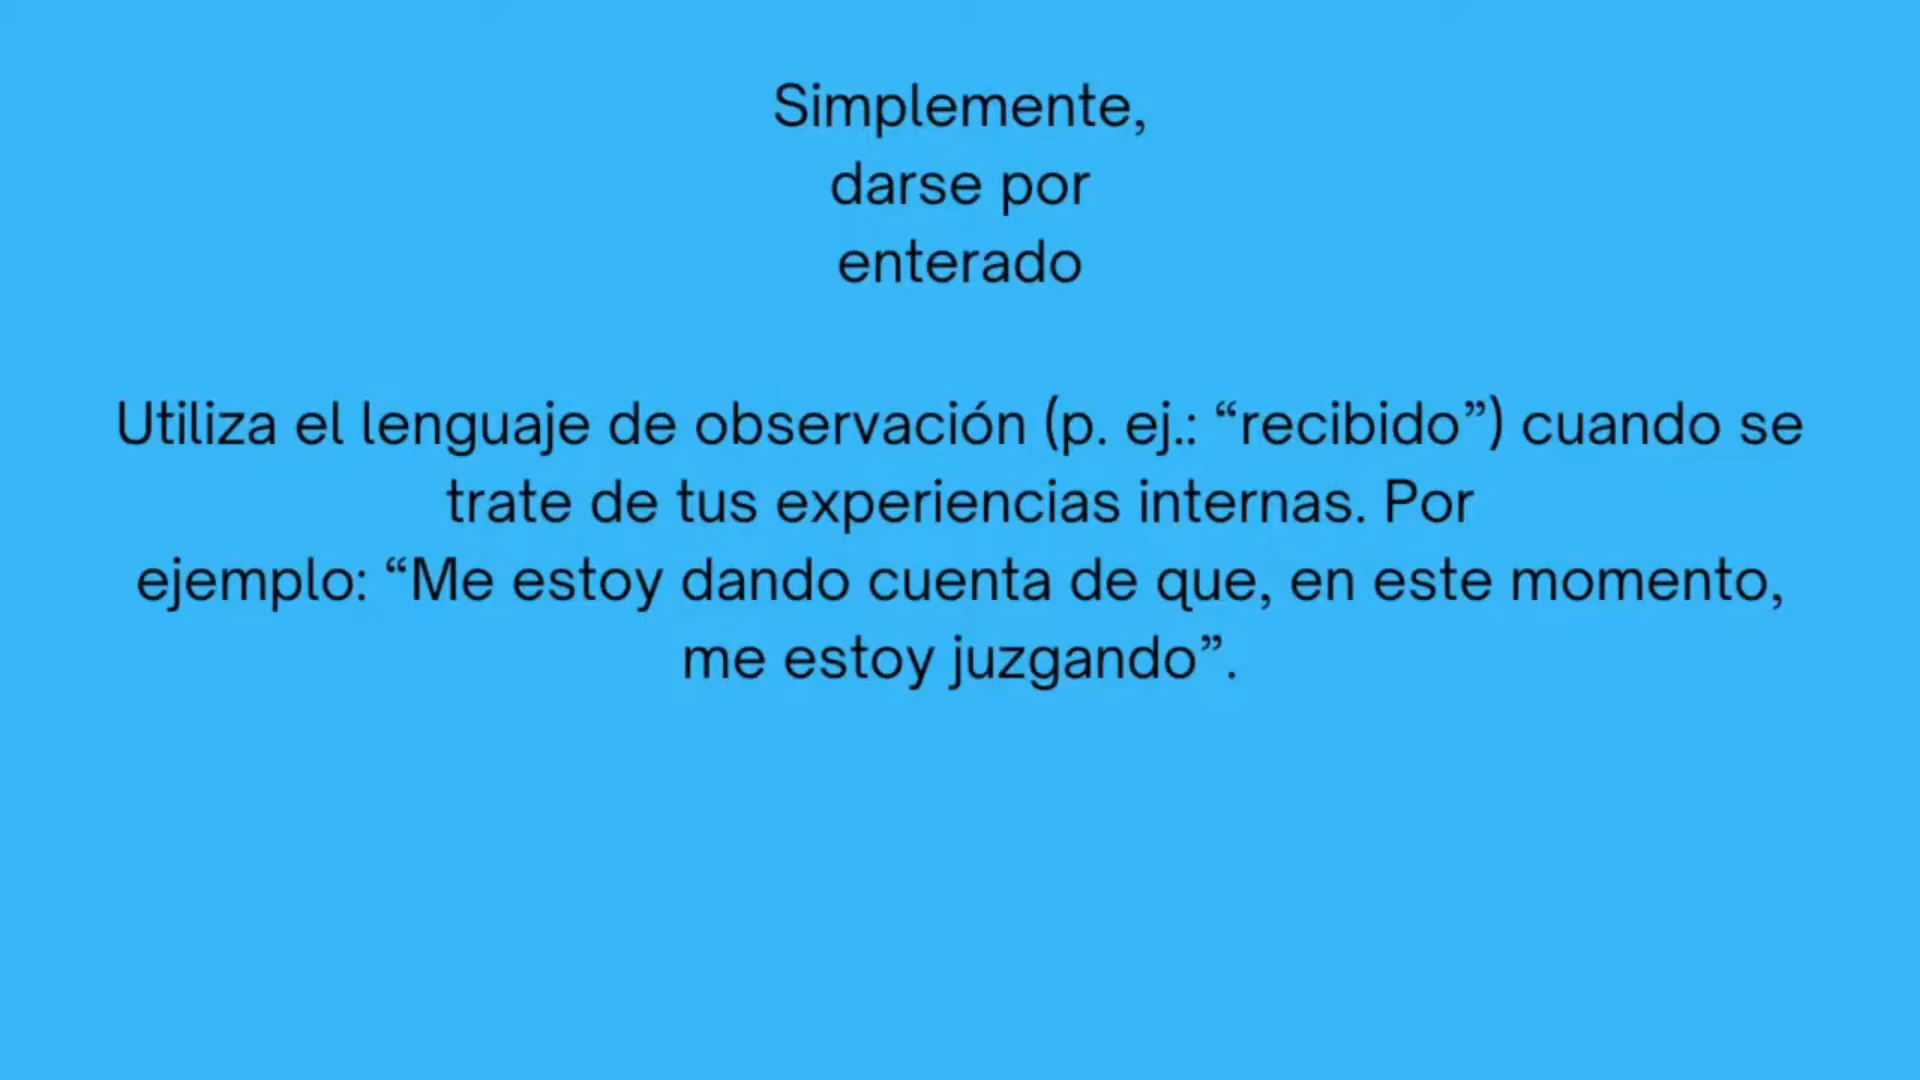 Simplemente,
darse por
enterado
Utiliza el lenguaje de observación (p. ej.: “recibido”) cuando se
trate de tus experiencias internas. Por
ejemplo: “Me estoy dando cuenta de que, en este momento,
me estoy juzgando”.